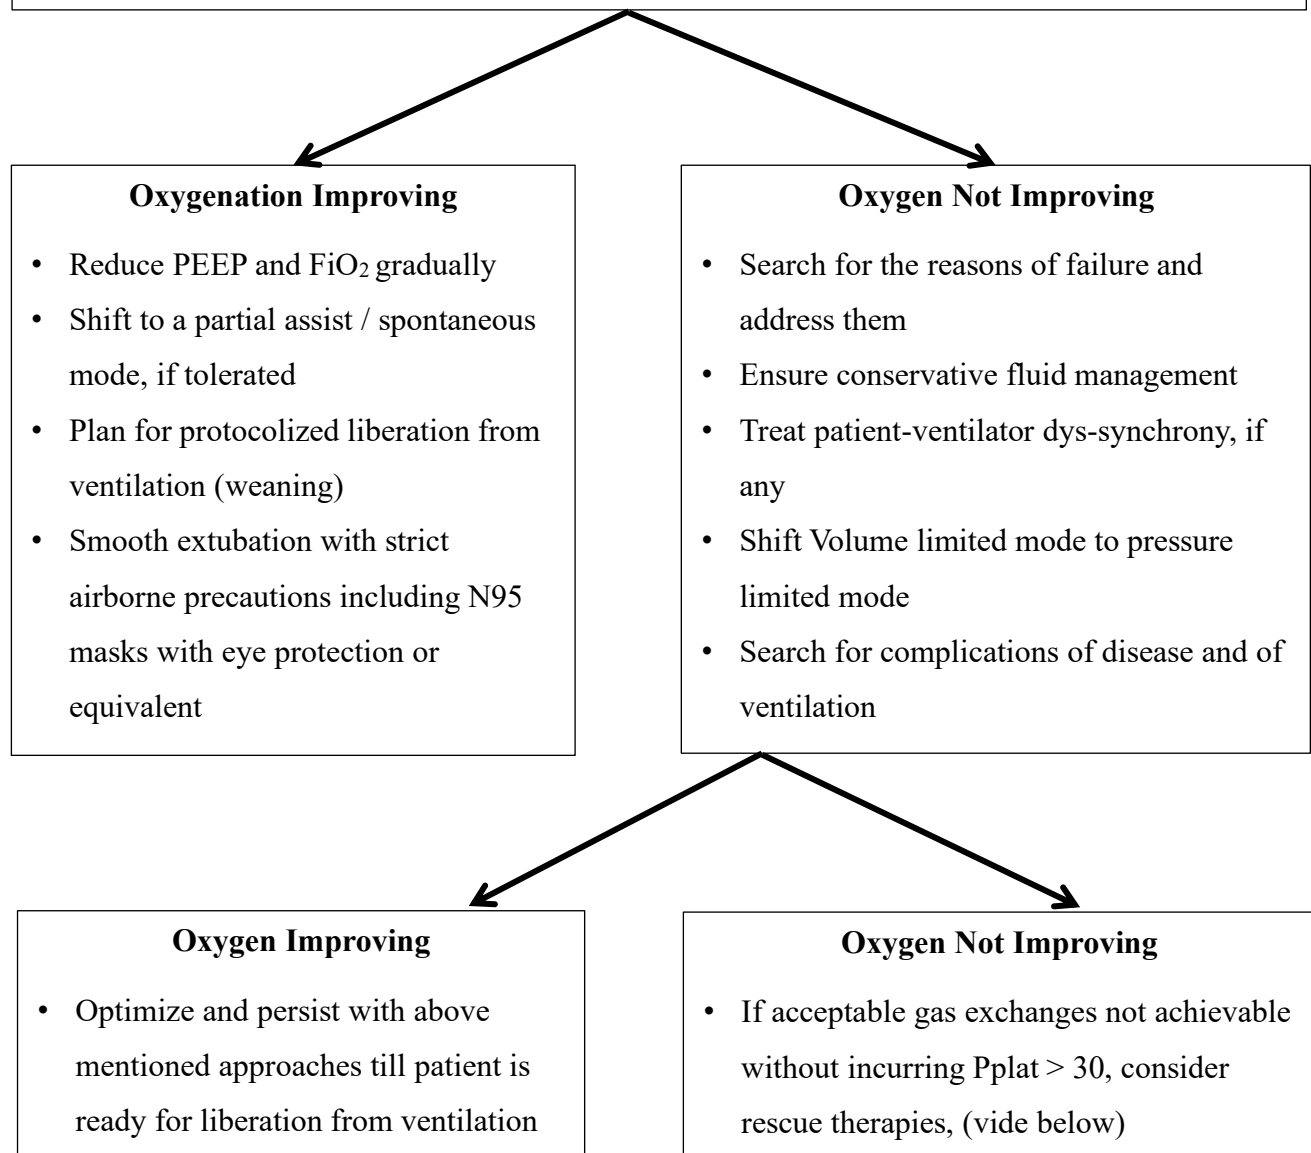 Oxygenation Improving
• Reduce PEEP and FiO₂ gradually
• Shift to a partial assist / spontaneous
mode, if tolerated
• Plan for protocolized liberation from
ventilation (weaning)
• Smooth extubation with strict
airborne precautions including N95
masks with eye protection or
equivalent
Oxygen Not Improving
• Search for the reasons of failure and
address them
• Ensure conservative fluid management
• Treat patient-ventilator dys-synchrony, if
any
• Shift Volume limited mode to pressure
limited mode
• Search for complications of disease and of
ventilation
Oxygen Improving
• Optimize and persist with above
mentioned approaches till patient is
ready for liberation from ventilation
Oxygen Not Improving
• If acceptable gas exchanges not achievable
without incurring Pplat > 30, consider
rescue therapies, (vide below)